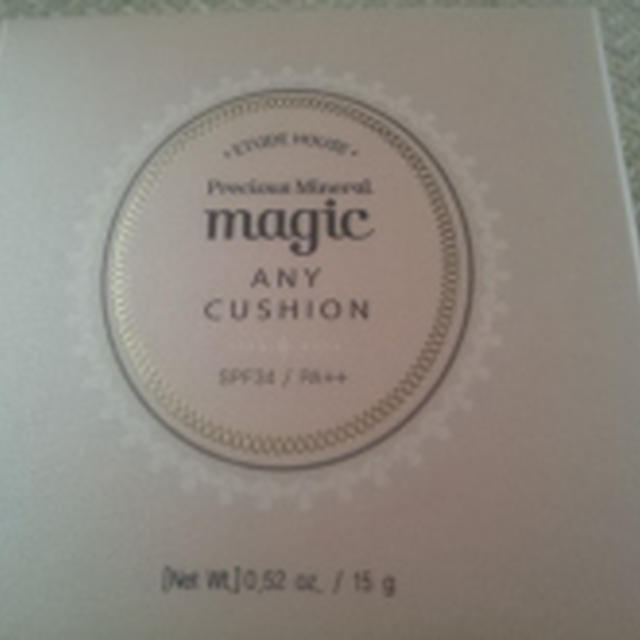 • ETUDE HOUSE •
Precious Mineral
magic
ANY
CUSHION
SPF34 / PA++
[Net Wt.] 0.52 oz. / 15 g